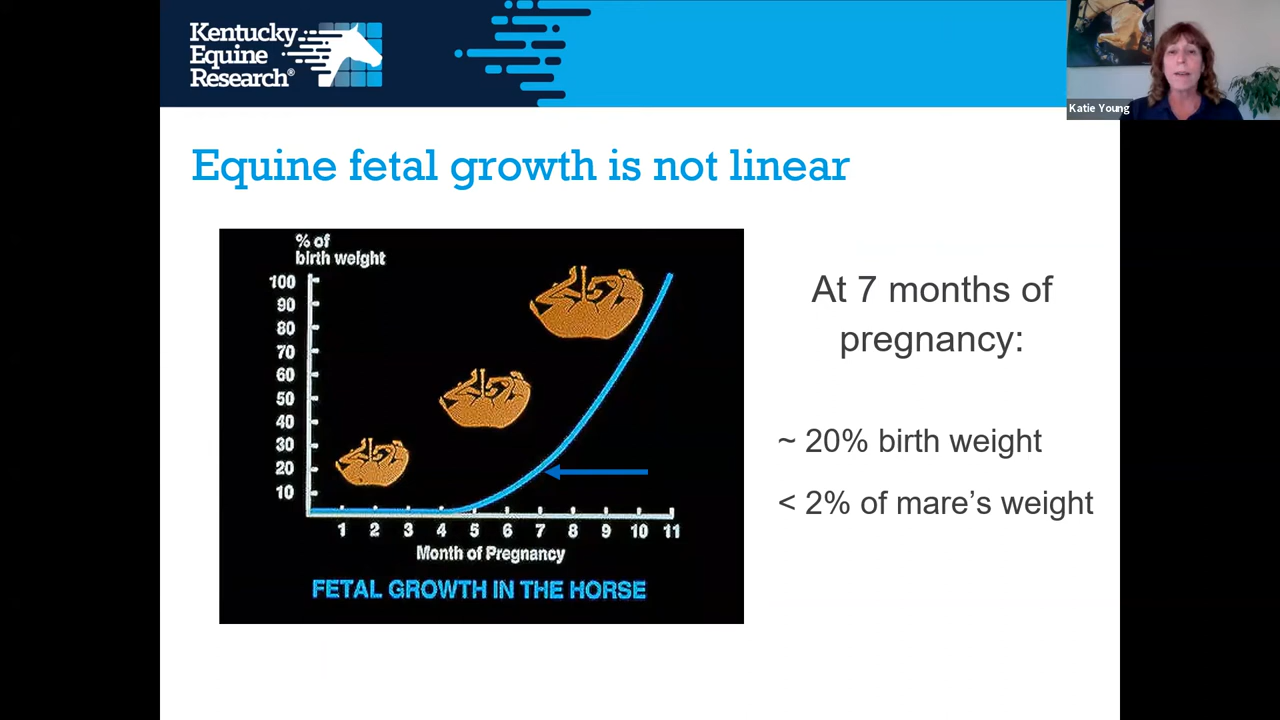 Kentucky
Equine
Research®
Katie Young
Equine fetal growth is not linear
% of
birth weight
100
90
80
70
60
50
40
30
20
10
1 2 3 4 5 6 7 8 9 10 11
Month of Pregnancy
FETAL GROWTH IN THE HORSE
At 7 months of
pregnancy:
~ 20% birth weight
< 2% of mare’s weight